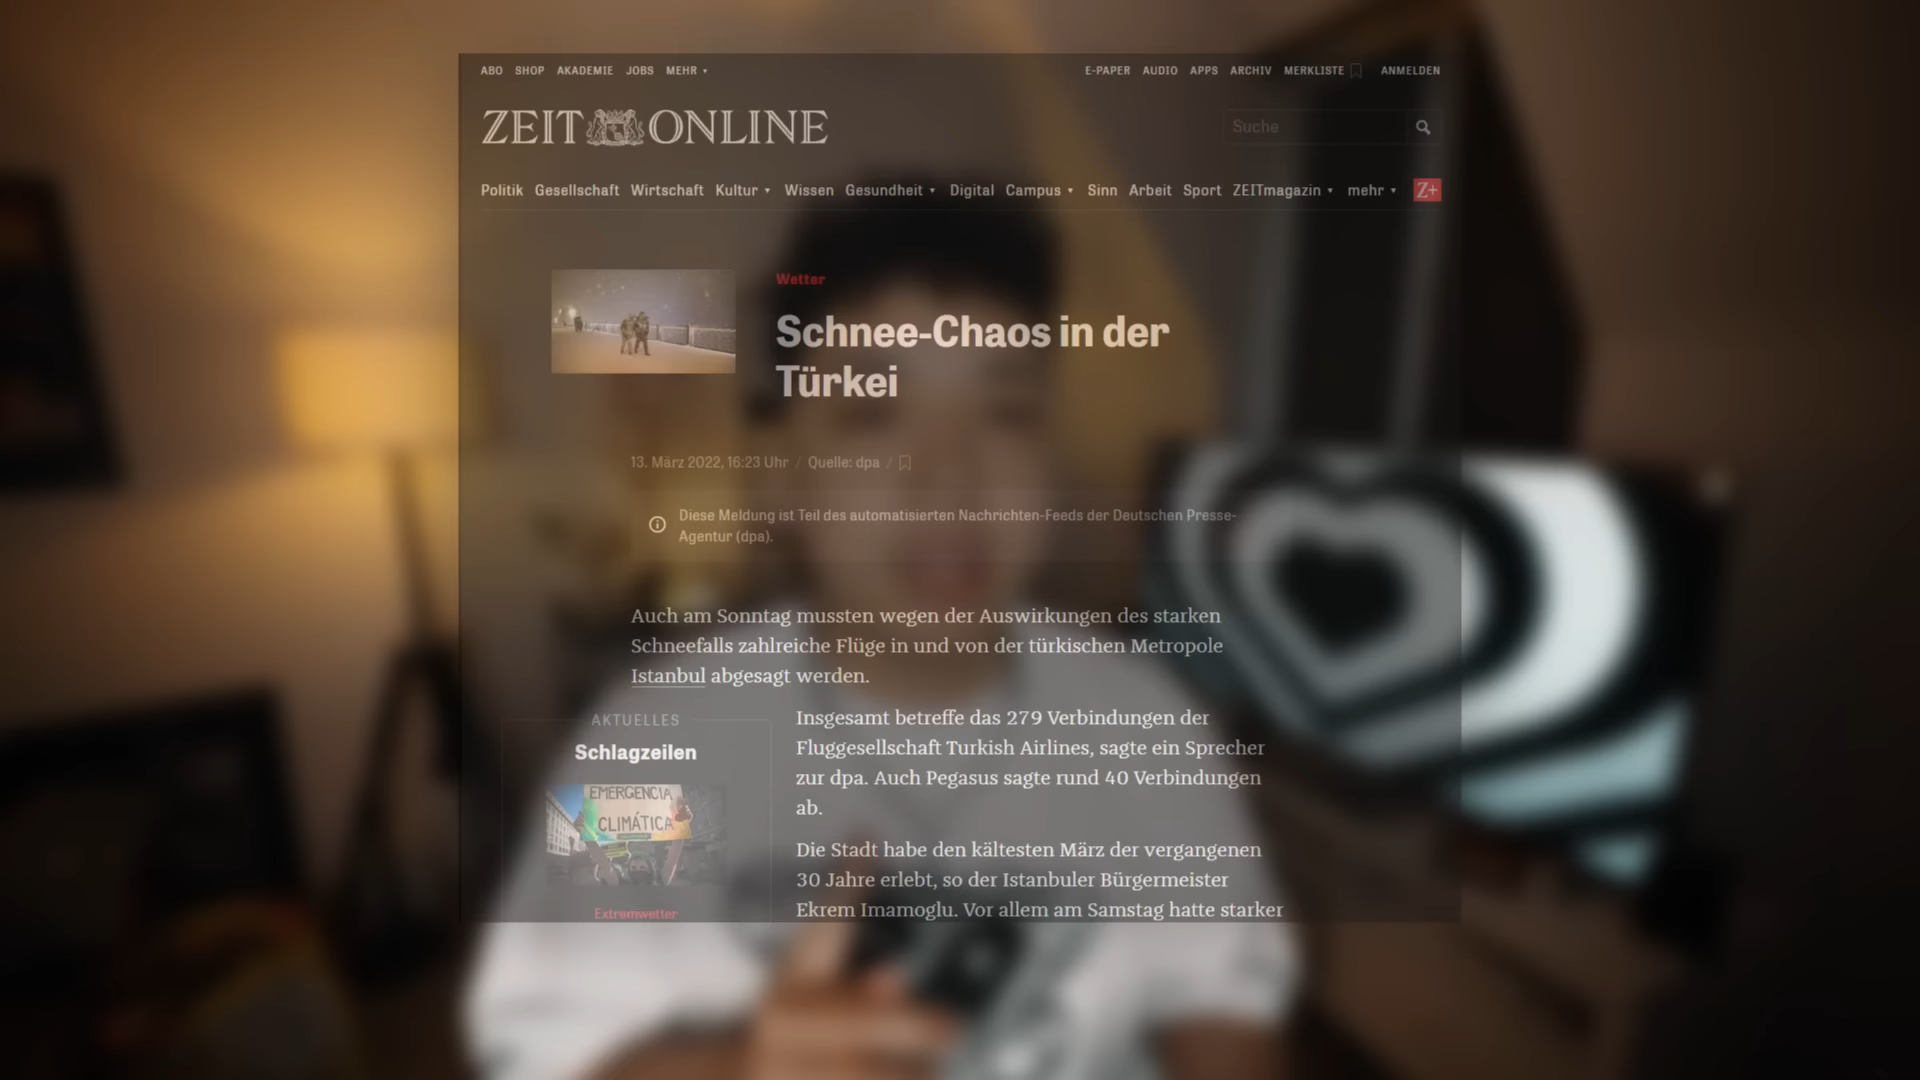 ABO SHOP AKADEMIE JOBS MEHR ▾
E-PAPER AUDIO APPS ARCHIV MERKLISTE ANMELDEN
ZEIT ONLINE
Suche
Politik Gesellschaft Wirtschaft Kultur ▾ Wissen Gesundheit ▾ Digital Campus ▾ Sinn Arbeit Sport ZEITmagazin ▾ mehr ▾ Z+
Wetter
Schnee-Chaos in der
Türkei
13. März 2022, 16:23 Uhr / Quelle: dpa /
Diese Meldung ist Teil des automatisierten Nachrichten-Feeds der Deutschen Presse-
Agentur (dpa).
Auch am Sonntag mussten wegen der Auswirkungen des starken
Schneefalls zahlreiche Flüge in und von der türkischen Metropole
Istanbul abgesagt werden.
AKTUELLES
Schlagzeilen
EMERGENCIA
CLIMÁTICA
Extremwetter
Insgesamt betreffe das 279 Verbindungen der
Fluggesellschaft Turkish Airlines, sagte ein Sprecher
zur dpa. Auch Pegasus sagte rund 40 Verbindungen
ab.
Die Stadt habe den kältesten März der vergangenen
30 Jahre erlebt, so der Istanbuler Bürgermeister
Ekrem Imamoglu. Vor allem am Samstag hatte starker